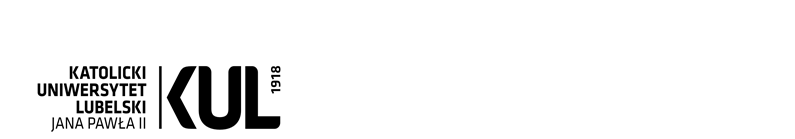 KATOLICKI
UNIWERSYTET
LUBELSKI
JANA PAWŁA II
KUL
1918